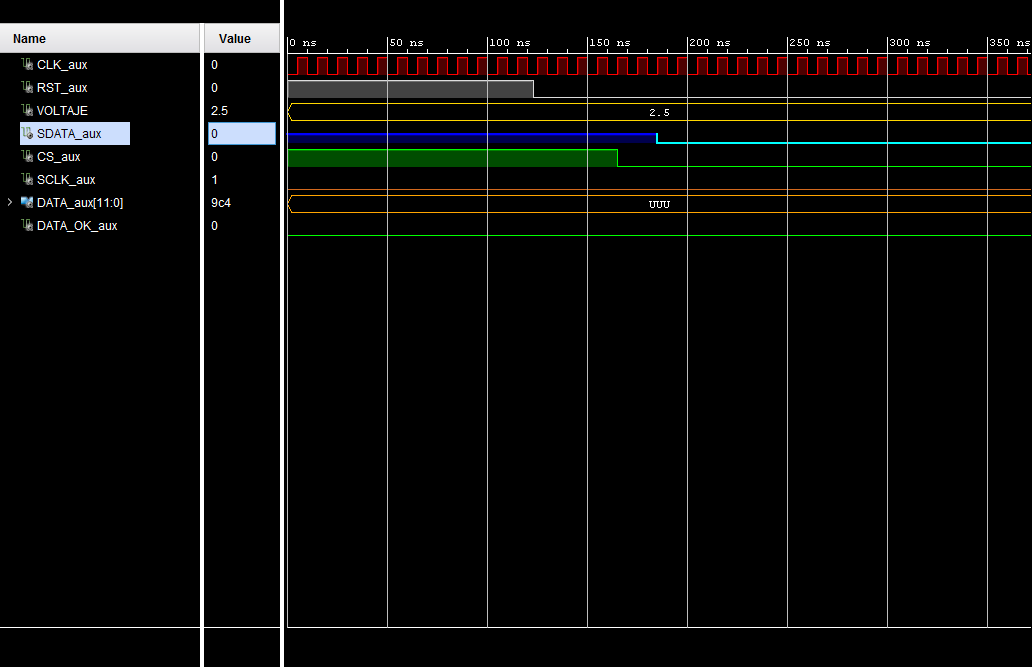 Name Value
0 ns 50 ns 100 ns 150 ns 200 ns 250 ns 300 ns 350 ns
CLK_aux 0
RST_aux 0
VOLTAJE 2.5 2.5
SDATA_aux 0
CS_aux 0
SCLK_aux 1
DATA_aux[11:0] 9c4 UUU
DATA_OK_aux 0